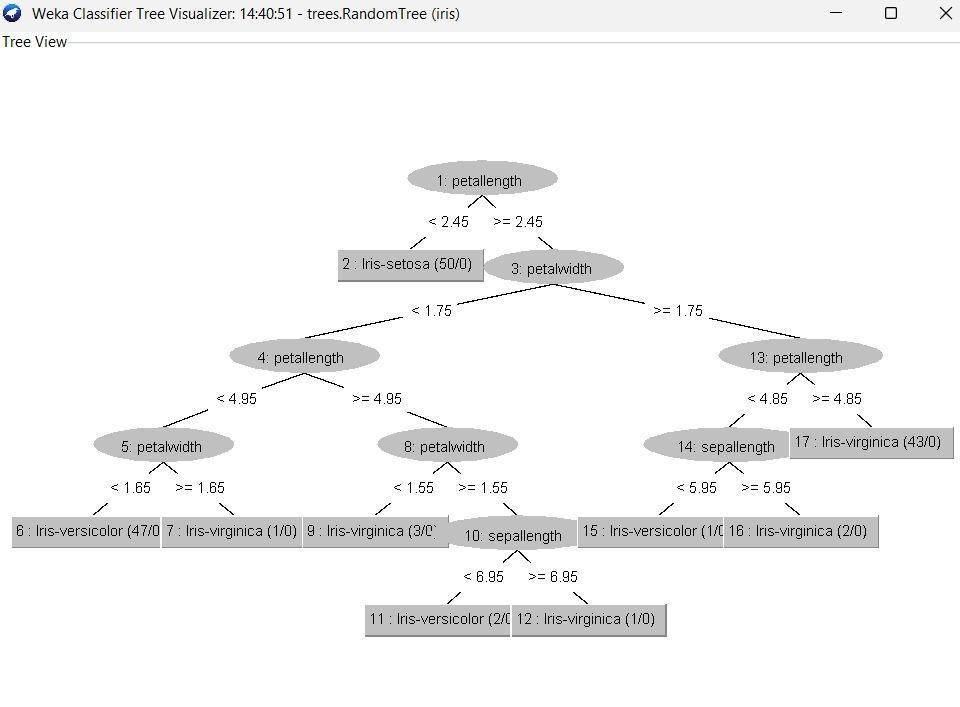 Weka Classifier Tree Visualizer: 14:40:51 - trees.RandomTree (iris)
Tree View
1: petallength
< 2.45 >= 2.45
2 : Iris-setosa (50/0) 3: petalwidth
< 1.75 >= 1.75
4: petallength 13: petallength
< 4.95 >= 4.95 < 4.85 >= 4.85
5: petalwidth 8: petalwidth 14: sepallength 17 : Iris-virginica (43/0)
< 1.65 >= 1.65 < 1.55 >= 1.55 < 5.95 >= 5.95
6 : Iris-versicolor (47/0 7 : Iris-virginica (1/0) 9 : Iris-virginica (3/0) 10: sepallength 15 : Iris-versicolor (1/0 16 : Iris-virginica (2/0)
< 6.95 >= 6.95
11 : Iris-versicolor (2/0 12 : Iris-virginica (1/0)